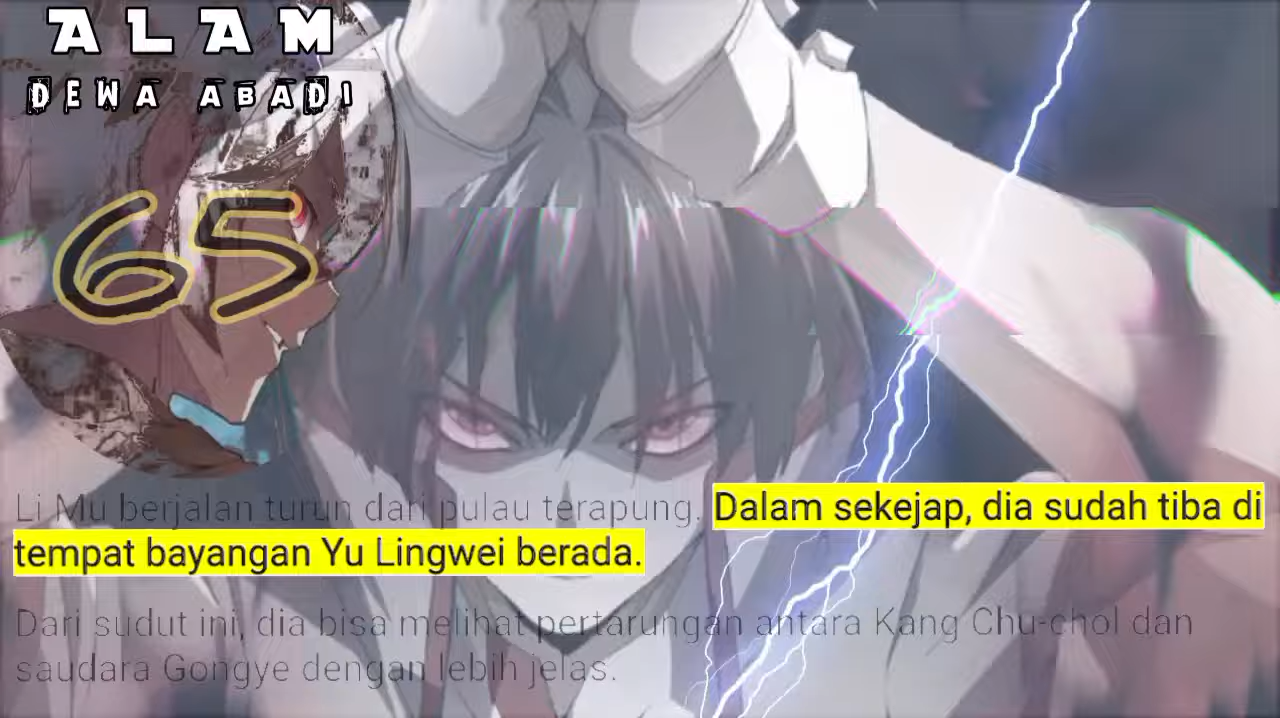 ALAM
DEWA ABADI
65
Li Mu berjalan turun dari pulau terapung. Dalam sekejap, dia sudah tiba di
tempat bayangan Yu Lingwei berada.
Dari sudut ini, dia bisa melihat pertarungan antara Kang Chu-chol dan
saudara Gongye dengan lebih jelas.